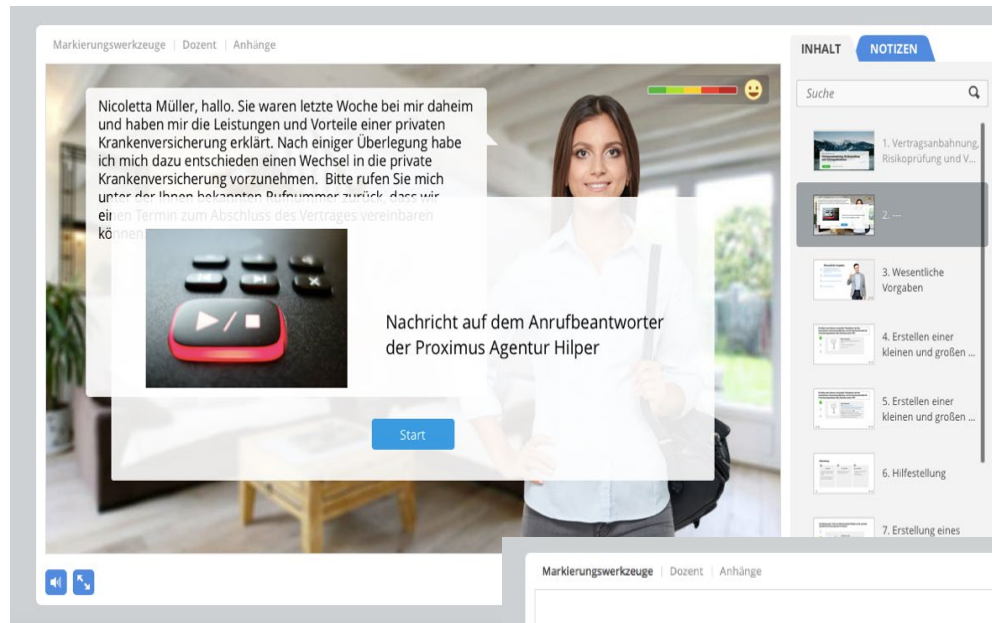 Markierungswerkzeuge | Dozent | Anhänge
Nicoletta Müller, hallo. Sie waren letzte Woche bei mir daheim
und haben mir die Leistungen und Vorteile einer privaten
Krankenversicherung erklärt. Nach einiger Überlegung habe
ich mich dazu entschieden einen Wechsel in die private
Krankenversicherung vorzunehmen. Bitte rufen Sie mich
unter der Ihnen bekannten Rufnummer zurück, dass wir
einen Termin zum Abschluss des Vertrages vereinbaren
können
Nachricht auf dem Anrufbeantworter
der Proximus Agentur Hilper
Start
INHALT
NOTIZEN
Suche
1. Vertragsanbahnung,
Risikoprüfung und V...
2. ---
3. Wesentliche
Vorgaben
4. Erstellen einer
kleinen und großen ...
5. Erstellen einer
kleinen und großen ...
6. Hilfestellung
7. Erstellung eines
Markierungswerkzeuge | Dozent | Anhänge